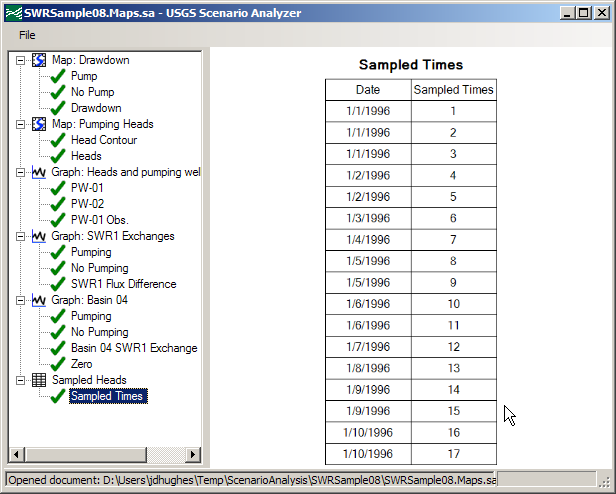 SWRSample08.Maps.sa - USGS Scenario Analyzer
File
Map: Drawdown
Pump
No Pump
Drawdown
Map: Pumping Heads
Head Contour
Heads
Graph: Heads and pumping wel
PW-01
PW-02
PW-01 Obs.
Graph: SWR1 Exchanges
Pumping
No Pumping
SWR1 Flux Difference
Graph: Basin 04
Pumping
No Pumping
Basin 04 SWR1 Exchange
Zero
Sampled Heads
Sampled Times
Sampled Times
Date Sampled Times
1/1/1996 1
1/1/1996 2
1/1/1996 3
1/2/1996 4
1/2/1996 5
1/3/1996 6
1/4/1996 7
1/5/1996 8
1/5/1996 9
1/6/1996 10
1/6/1996 11
1/7/1996 12
1/8/1996 13
1/9/1996 14
1/9/1996 15
1/10/1996 16
1/10/1996 17
Opened document: D:\Users\jdhughes\Temp\ScenarioAnalysis\SWRSample08\SWRSample08.Maps.sa